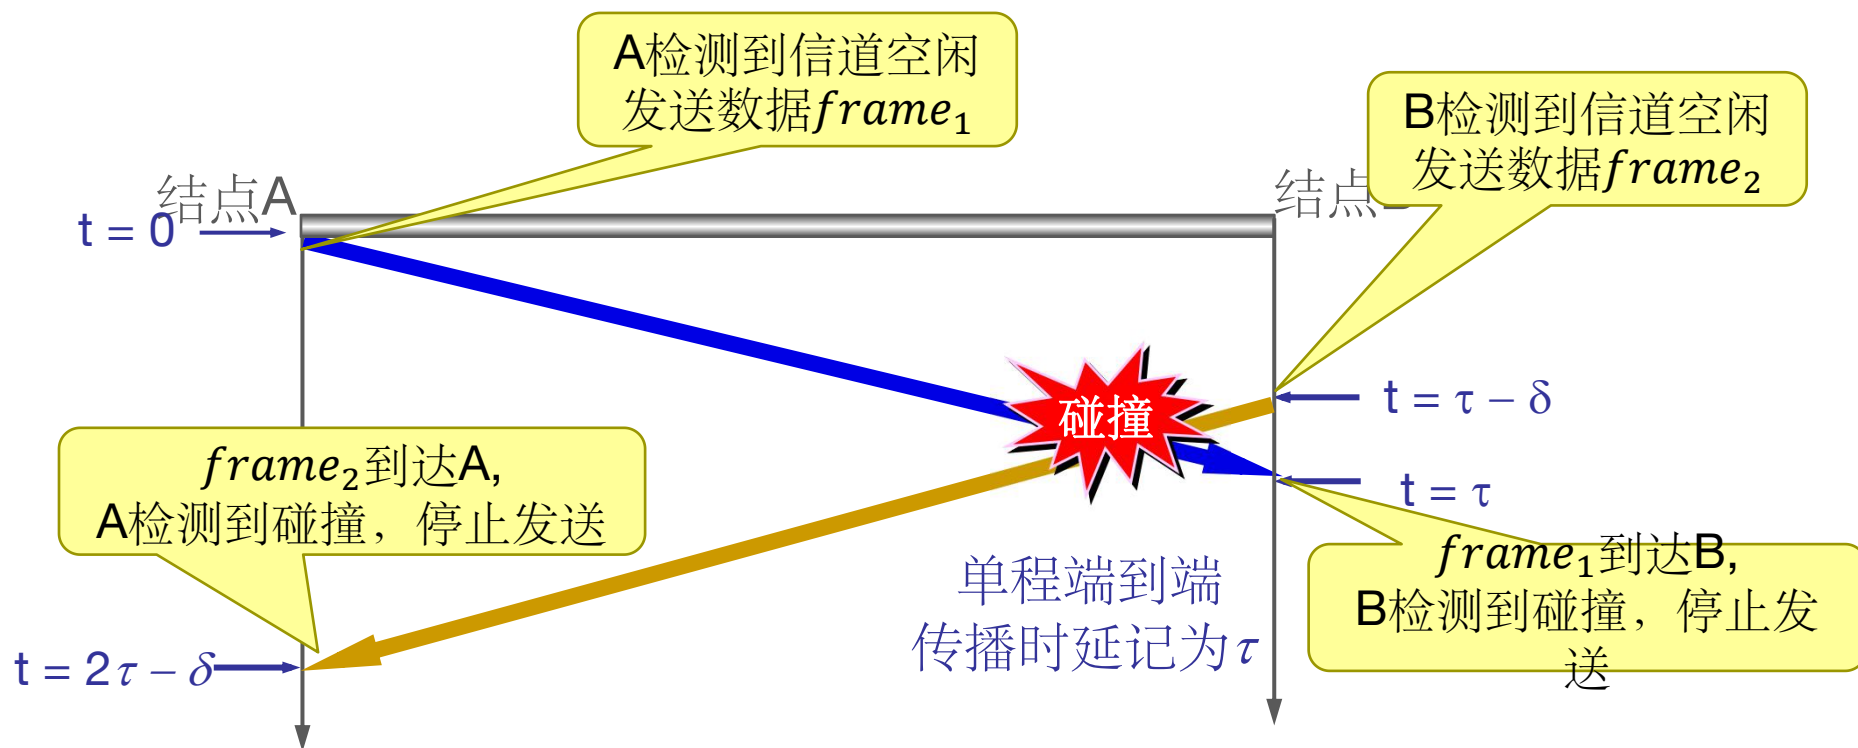 A检测到信道空闲
发送数据frame₁
B检测到信道空闲
发送数据frame₂
结点A
结点
t = 0
碰撞
t = τ − δ
frame₂到达A,
A检测到碰撞，停止发送
t = τ
frame₁到达B,
B检测到碰撞，停止发
送
单程端到端
传播时延记为τ
t = 2τ − δ